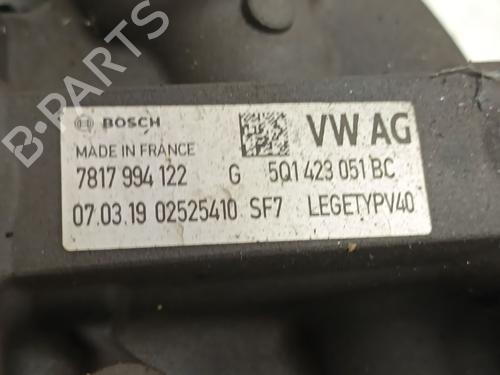 BOSCH
VW AG
MADE IN FRANCE
7817 994 122 G 5Q1 423 051 BC
07.03.19 02525410 SF7 LEGETYPV40
B-PARTS